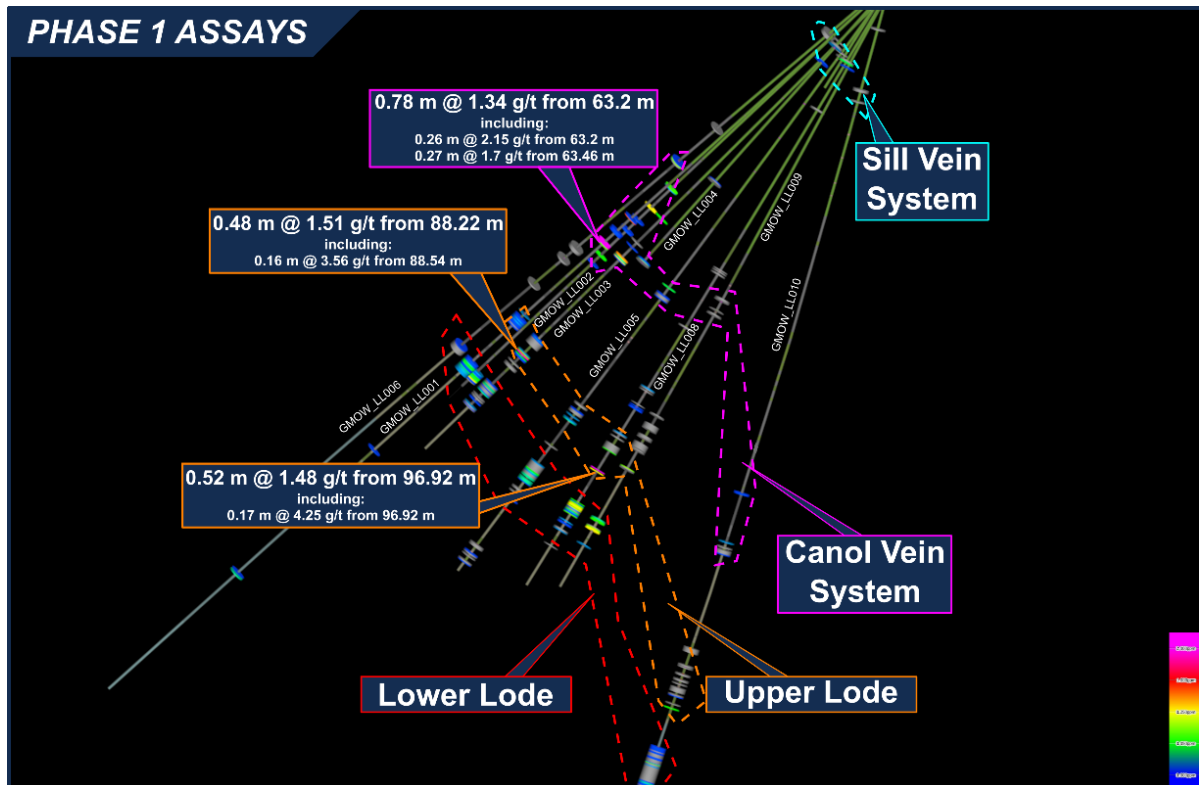 PHASE 1 ASSAYS
0.78 m @ 1.34 g/t from 63.2 m
including:
0.26 m @ 2.15 g/t from 63.2 m
0.27 m @ 1.7 g/t from 63.46 m
Sill Vein
System
0.48 m @ 1.51 g/t from 88.22 m
including:
0.16 m @ 3.56 g/t from 88.54 m
GMOW_LL004
GMOW_LL009
GMOW_LL010
GMOW_LL002
GMOW_LL003
GMOW_LL005
GMOW_LL008
GMOW_LL006
GMOW_LL001
0.52 m @ 1.48 g/t from 96.92 m
including:
0.17 m @ 4.25 g/t from 96.92 m
Canol Vein
System
Lower Lode
Upper Lode